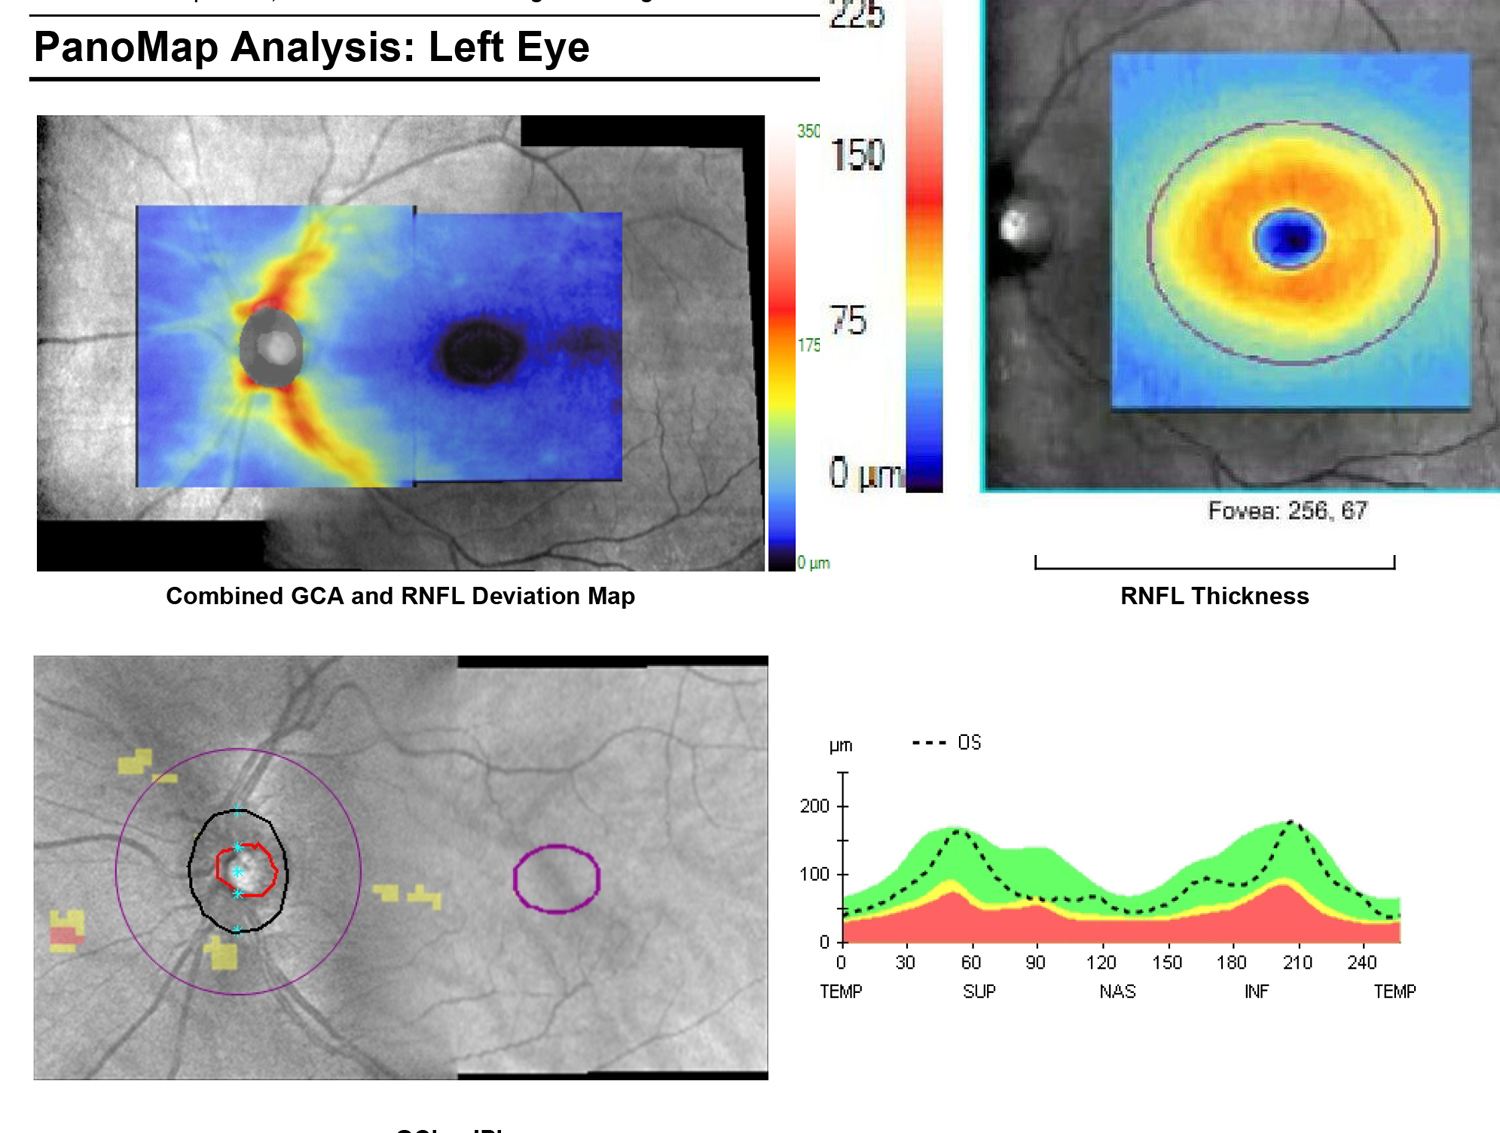 225
PanoMap Analysis: Left Eye
350
150
175
75
0 µm
0 µm
Fovea: 256, 67
Combined GCA and RNFL Deviation Map
RNFL Thickness
µm
--- OS
200
100
0
0 30 60 90 120 150 180 210 240
TEMP SUP NAS INF TEMP